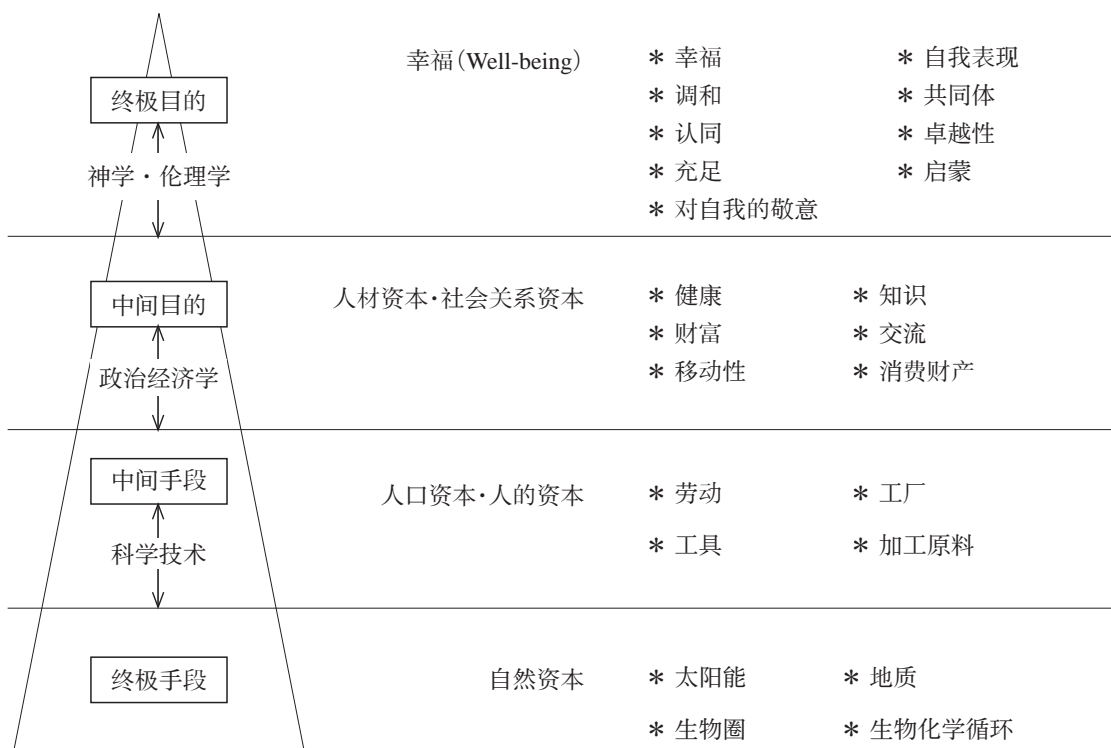 幸福(Well-being) ＊ 幸福 ＊ 自我表现
终极目的 ＊ 调和 ＊ 共同体
＊ 认同 ＊ 卓越性
神学·伦理学 ＊ 充足 ＊ 启蒙
＊ 对自我的敬意
中间目的 人材资本·社会关系资本 ＊ 健康 ＊ 知识
＊ 财富 ＊ 交流
政治经济学 ＊ 移动性 ＊ 消费财产
中间手段 人口资本·人的资本 ＊ 劳动 ＊ 工厂
科学技术 ＊ 工具 ＊ 加工原料
终极手段 自然资本 ＊ 太阳能 ＊ 地质
＊ 生物圈 ＊ 生物化学循环